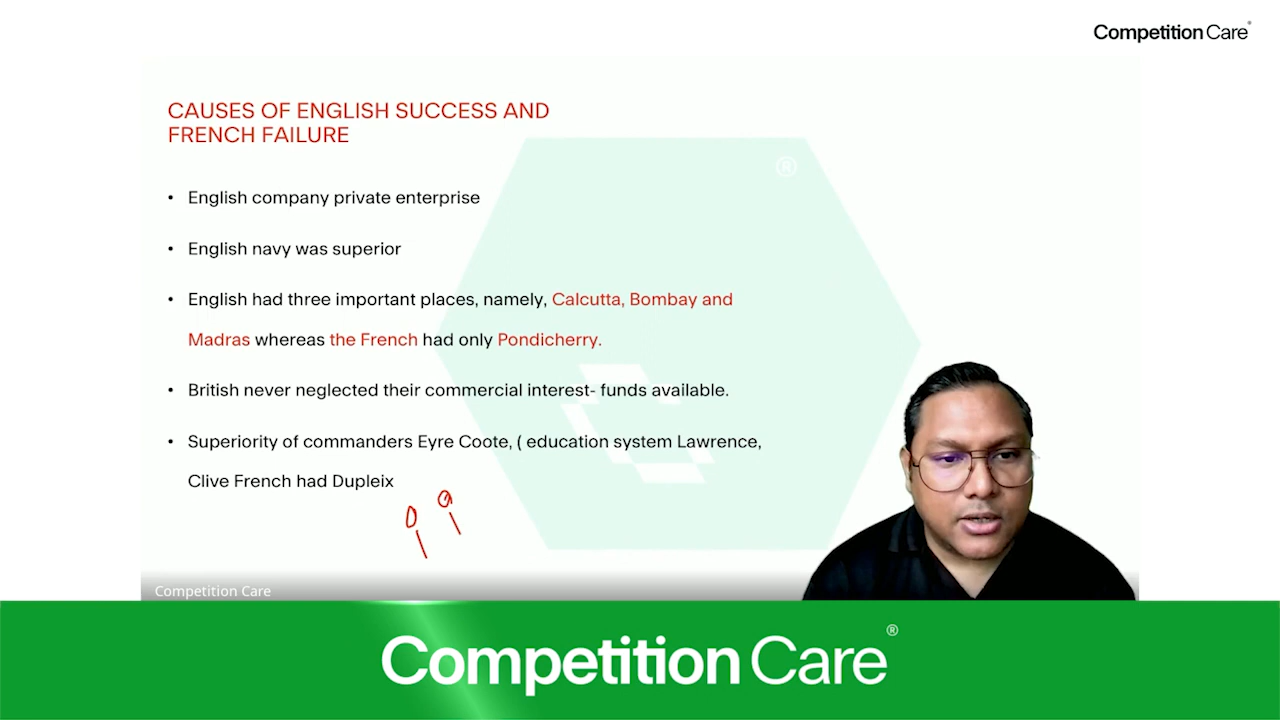 Competition Care®
CAUSES OF ENGLISH SUCCESS AND
FRENCH FAILURE
®
• English company private enterprise
• English navy was superior
• English had three important places, namely, Calcutta, Bombay and
Madras whereas the French had only Pondicherry.
• British never neglected their commercial interest- funds available.
• Superiority of commanders Eyre Coote, ( education system Lawrence,
Clive French had Dupleix
Competition Care
Competition Care®